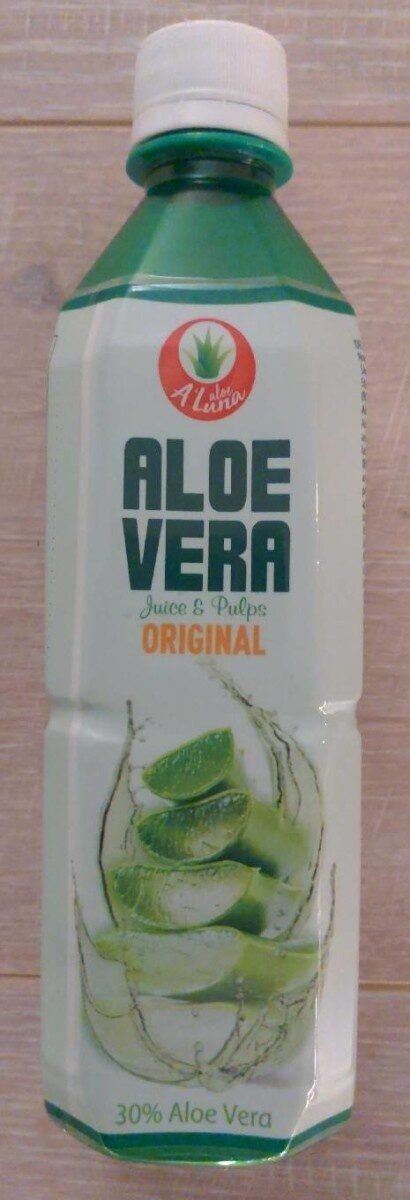 aloe
A'Luna
ALOE
VERA
Juice & Pulps
ORIGINAL
30% Aloe Vera